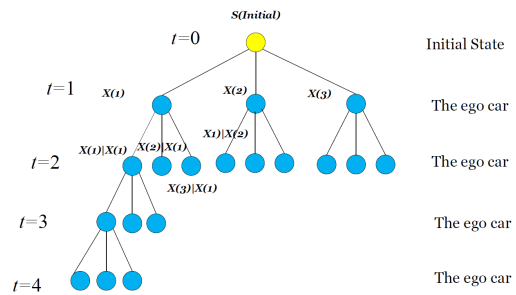 S(Initial)
t=0
Initial State
t=1
X(1)
X(2)
X(3)
The ego car
X(1)|X(1)
X(2)|X(1)
X1)|X(2)
t=2
The ego car
X(3)|X(1)
t=3
The ego car
t=4
The ego car